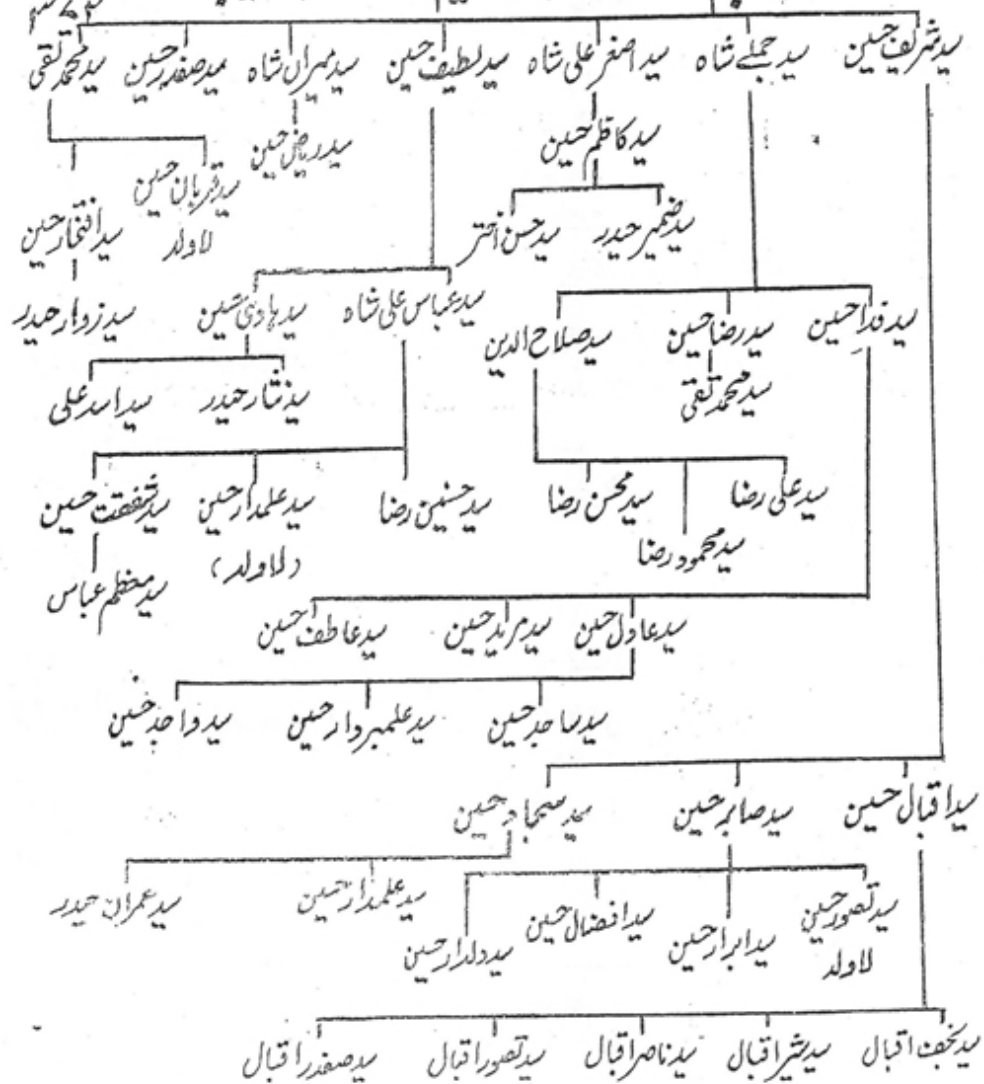 سید شریف حسین سید جملے شاہ سید اصغر علی شاہ سید لطیف حسین سید میراں شاہ سید صفدر حسین سید محمد تقی
سید کاظم حسین سید ریاض حسین
سید قربان حسین
لاولد
سید افتخار حسین
سید ضمیر حیدر سید حسن اختر
سید فدا حسین سید رضا حسین سید صلاح الدین سید عباس علی شاہ سید ہادی حسین سید زوار حیدر
سید محمد تقی سید نثار حیدر سید اسد علی
سید علی رضا سید محسن رضا سید حسنین رضا سید علمدار حسین سید شفقت حسین
سید محمود رضا (لاولد) سید معظم عباس
سید عادل حسین سید مرید حسین سید عاطف حسین
سید ساجد حسین سید علمبردار حسین سید واجد حسین
سید اقبال حسین سید صابر حسین سید سجاد حسین
سید علمدار حسین سید عمران حیدر
سید تصور حسین سید ابرار حسین سید افضال حسین سید دلدار حسین
لاولد
سید نجف اقبال سید شبر اقبال سید ناصر اقبال سید تصور اقبال سید صفدر اقبال